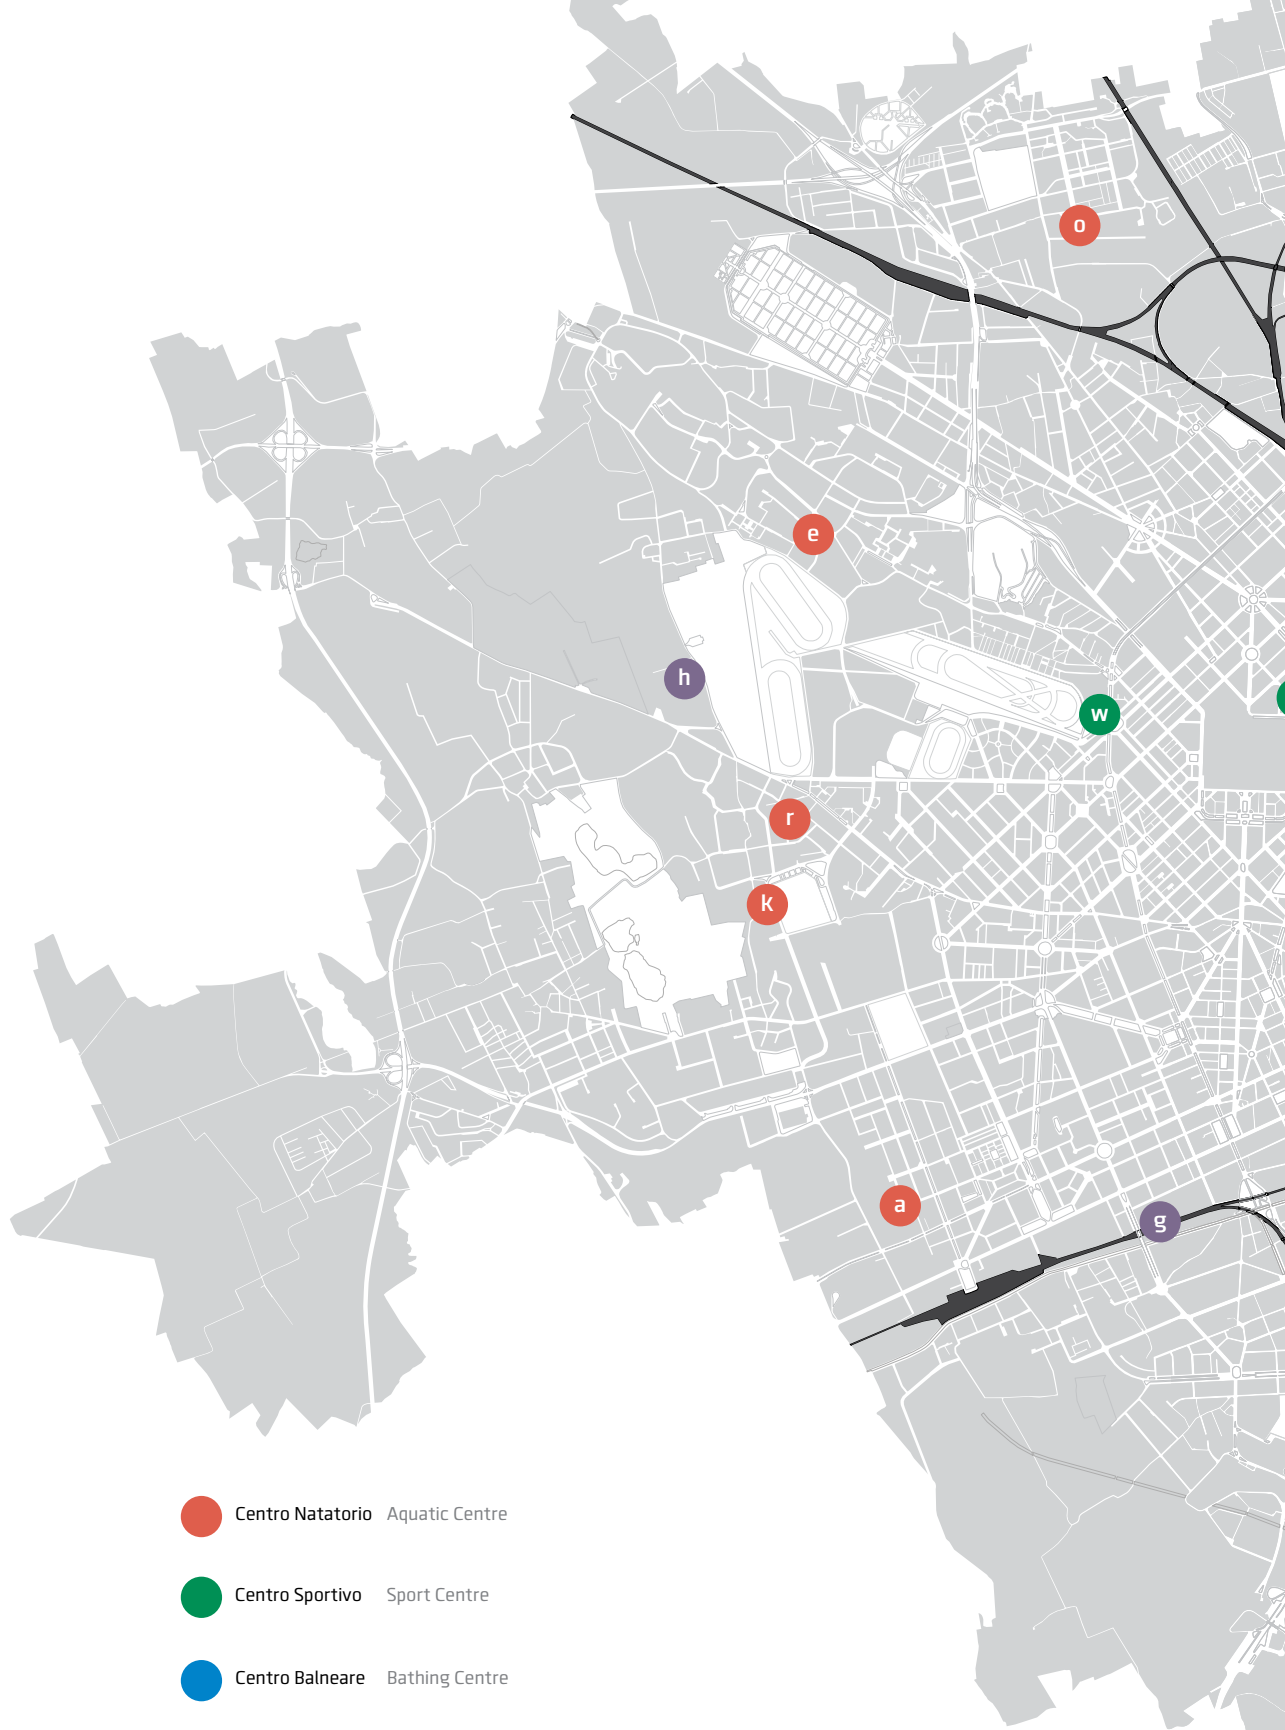 o
e
h
w
r
k
a
g
Centro Natatorio Aquatic Centre
Centro Sportivo Sport Centre
Centro Balneare Bathing Centre